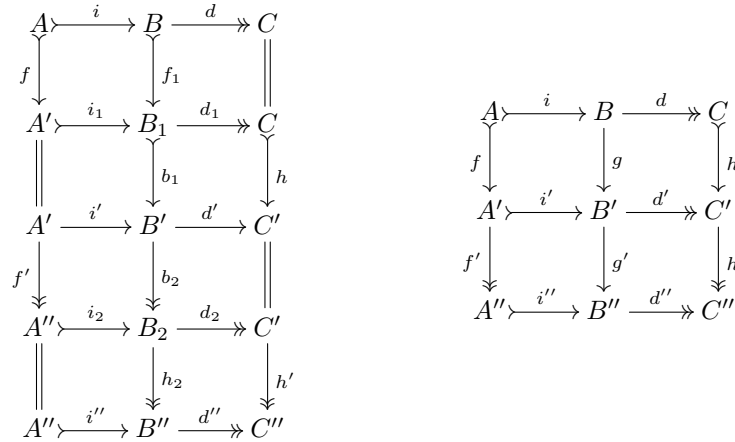 i d
A B C
f f₁
i₁ d₁
A′ B₁ C
b₁ h
i′ d′
A′ B′ C′
f′ b₂
i₂ d₂
A″ B₂ C′
h₂ h′
i″ d″
A″ B″ C″
i d
A B C
f g h
i′ d′
A′ B′ C′
f′ g′ h
i″ d″
A″ B″ C″